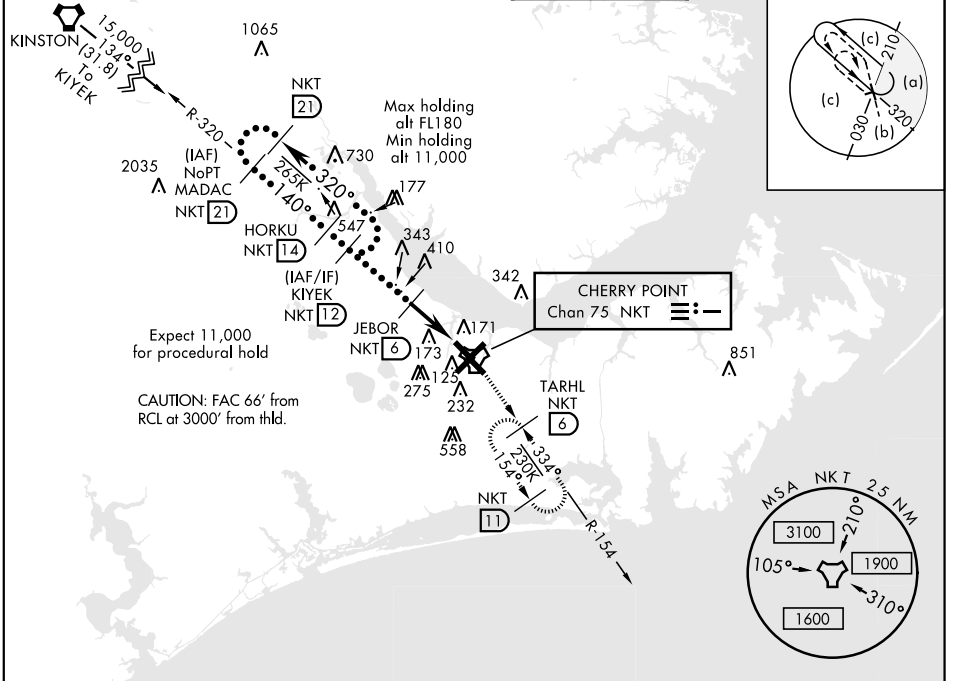 KINSTON
15,000
134°
(31.8)
To
KIYEK
1065
R-320
NKT
21
Max holding
alt FL180
Min holding
alt 11,000
2035
(IAF)
NoPT
MADAC
NKT 21
730
320°
265K
140°
177
HORKU
NKT 14
547
343
410
(IAF/IF)
KIYEK
NKT 12
342
CHERRY POINT
Chan 75 NKT
JEBOR
NKT 6
171
173
125
275
232
558
851
Expect 11,000
for procedural hold
CAUTION: FAC 66' from
RCL at 3000' from thld.
TARHL
NKT
6
334°
230K
154°
NKT
11
R-154
(c)
210
(a)
(c)
320
(b)
030
MSA NKT 25 NM
3100
210°
105°
1900
310°
1600